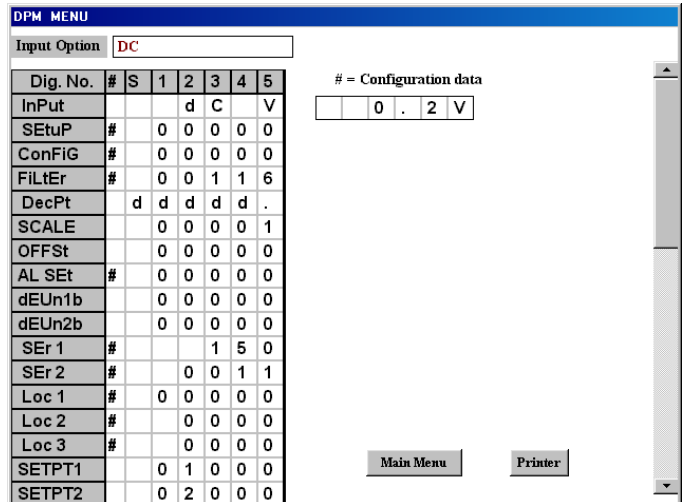 DPM MENU
Input Option DC
Dig. No. # S 1 2 3 4 5
# = Configuration data
InPut d C V
0 . 2 V
SEtuP # 0 0 0 0 0
ConFiG # 0 0 0 0 0
FiLtEr # 0 0 1 1 6
DecPt d d d d d .
SCALE 0 0 0 0 1
OFFSt 0 0 0 0 0
AL SEt # 0 0 0 0 0
dEUn1b 0 0 0 0 0
dEUn2b 0 0 0 0 0
SEr 1 # 1 5 0
SEr 2 # 0 0 1 1
Loc 1 # 0 0 0 0 0
Loc 2 # 0 0 0 0
Loc 3 # 0 0 0 0
SETPT1 0 1 0 0 0
Main Menu Printer
SETPT2 0 2 0 0 0